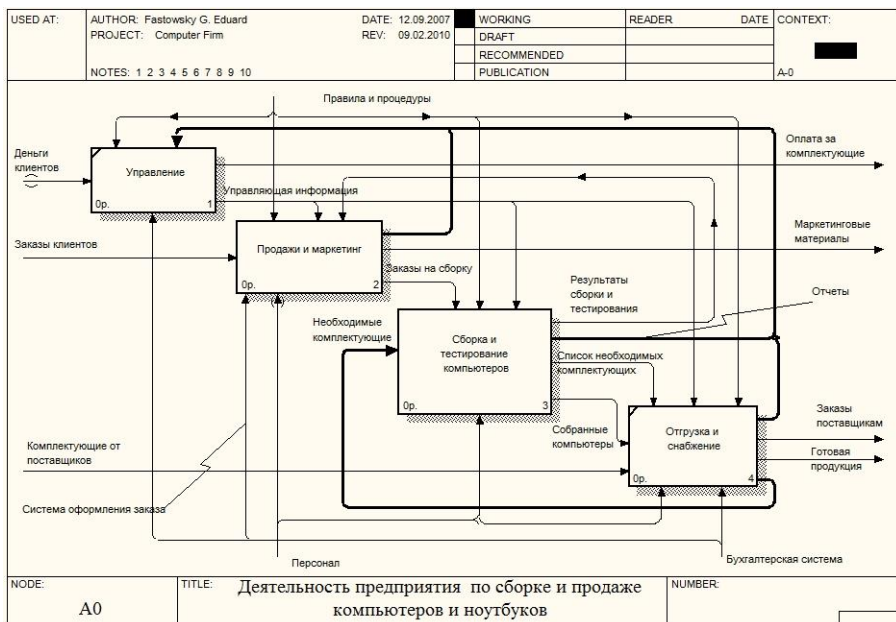 USED AT:
AUTHOR: Fastowsky G. Eduard
DATE: 12.09.2007
PROJECT: Computer Firm
REV: 09.02.2010
NOTES: 1 2 3 4 5 6 7 8 9 10
WORKING
DRAFT
RECOMMENDED
PUBLICATION
READER
DATE
CONTEXT:
A-0
Правила и процедуры
Деньги
клиентов
Управление
0р.
1
Оплата за
комплектующие
Управляющая информация
Заказы клиентов
Продажи и маркетинг
0р.
2
Маркетинговые
материалы
Заказы на сборку
Результаты
сборки и
тестирования
Отчеты
Необходимые
комплектующие
Сборка и
тестирование
компьютеров
0р.
3
Список необходимых
комплектующих
Собранные
компьютеры
Отгрузка и
снабжение
0р.
4
Заказы
поставщикам
Готовая
продукция
Комплектующие от
поставщиков
Система оформления заказа
Персонал
Бухгалтерская система
NODE:
A0
TITLE:
Деятельность предприятия по сборке и продаже
компьютеров и ноутбуков
NUMBER: